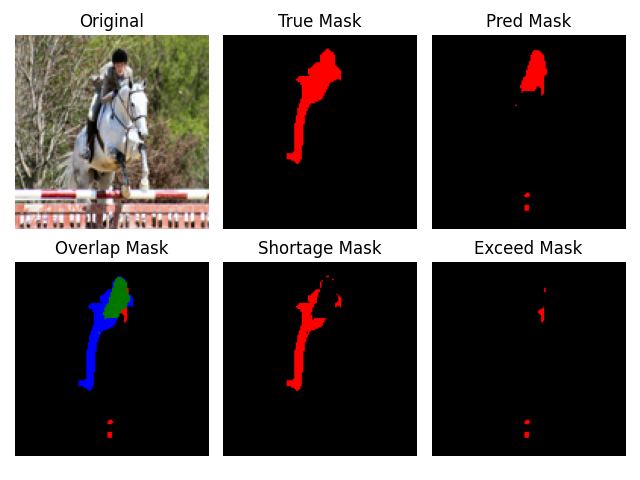 Original
True Mask
Pred Mask
Overlap Mask
Shortage Mask
Exceed Mask